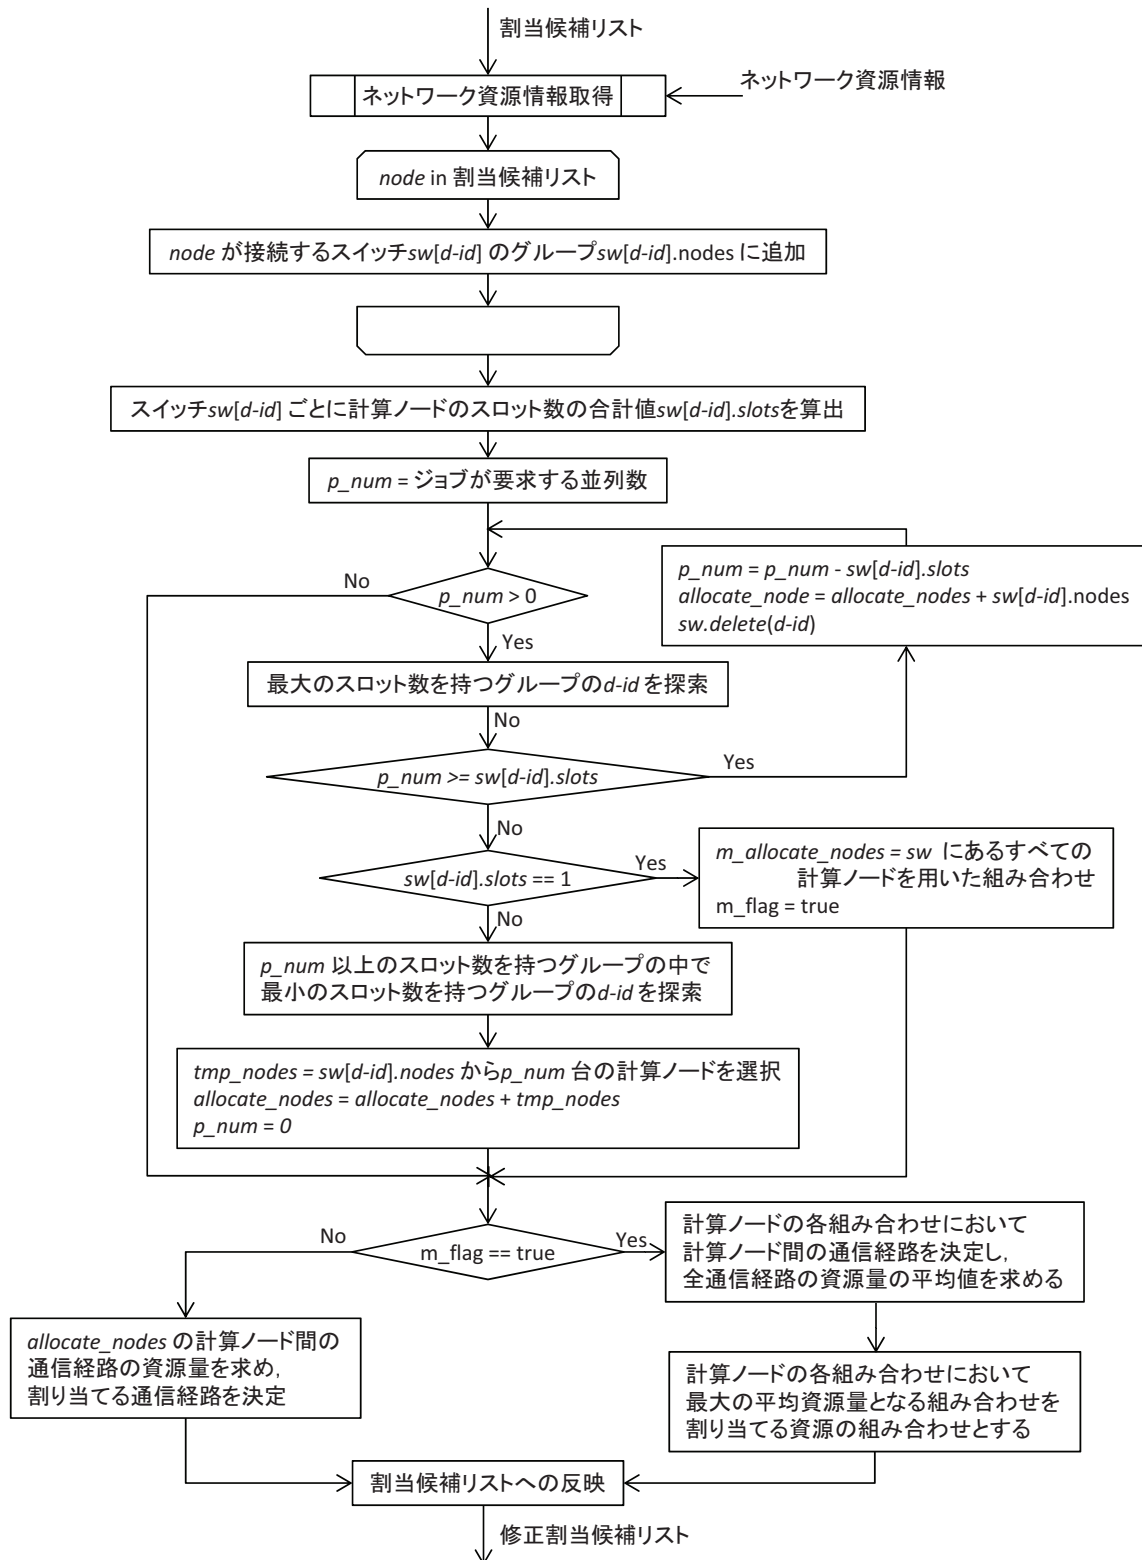 割当候補リスト
ネットワーク資源情報取得
ネットワーク資源情報
node in 割当候補リスト
node が接続するスイッチsw[d-id] のグループsw[d-id].nodes に追加
スイッチsw[d-id] ごとに計算ノードのスロット数の合計値sw[d-id].slotsを算出
p_num = ジョブが要求する並列数
p_num = p_num - sw[d-id].slots
allocate_node = allocate_nodes + sw[d-id].nodes
sw.delete(d-id)
No
p_num > 0
Yes
最大のスロット数を持つグループのd-id を探索
No
p_num >= sw[d-id].slots
Yes
No
sw[d-id].slots == 1
Yes
m_allocate_nodes = sw にあるすべての
計算ノードを用いた組み合わせ
m_flag = true
No
p_num 以上のスロット数を持つグループの中で
最小のスロット数を持つグループのd-id を探索
tmp_nodes = sw[d-id].nodes からp_num 台の計算ノードを選択
allocate_nodes = allocate_nodes + tmp_nodes
p_num = 0
No
m_flag == true
Yes
計算ノードの各組み合わせにおいて
計算ノード間の通信経路を決定し,
全通信経路の資源量の平均値を求める
allocate_nodes の計算ノード間の
通信経路の資源量を求め,
割り当てる通信経路を決定
計算ノードの各組み合わせにおいて
最大の平均資源量となる組み合わせを
割り当てる資源の組み合わせとする
割当候補リストへの反映
修正割当候補リスト